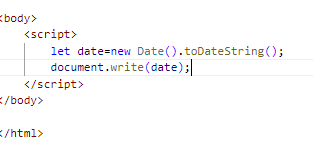 <body>
<script>
let date=new Date().toDateString();
document.write(date);
</script>
</body>
</html>